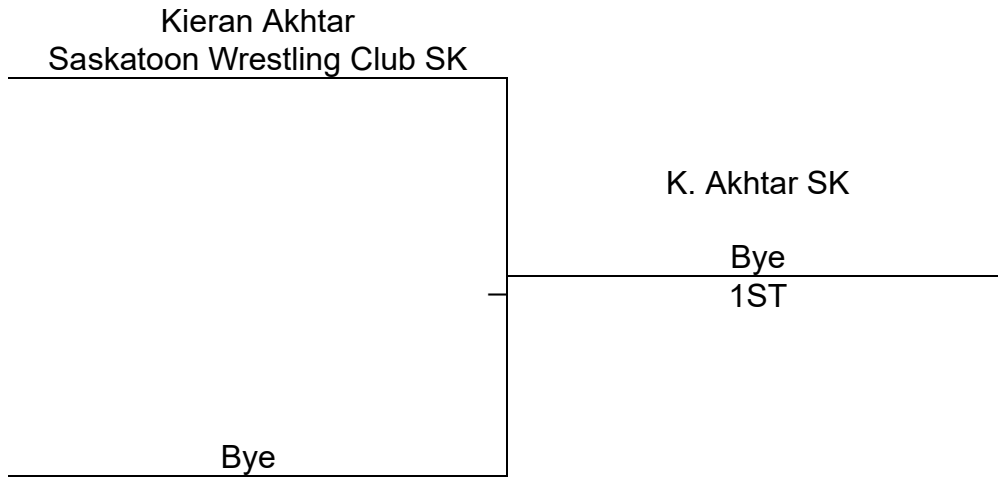 Kieran Akhtar
Saskatoon Wrestling Club SK
K. Akhtar SK
Bye
1ST
Bye